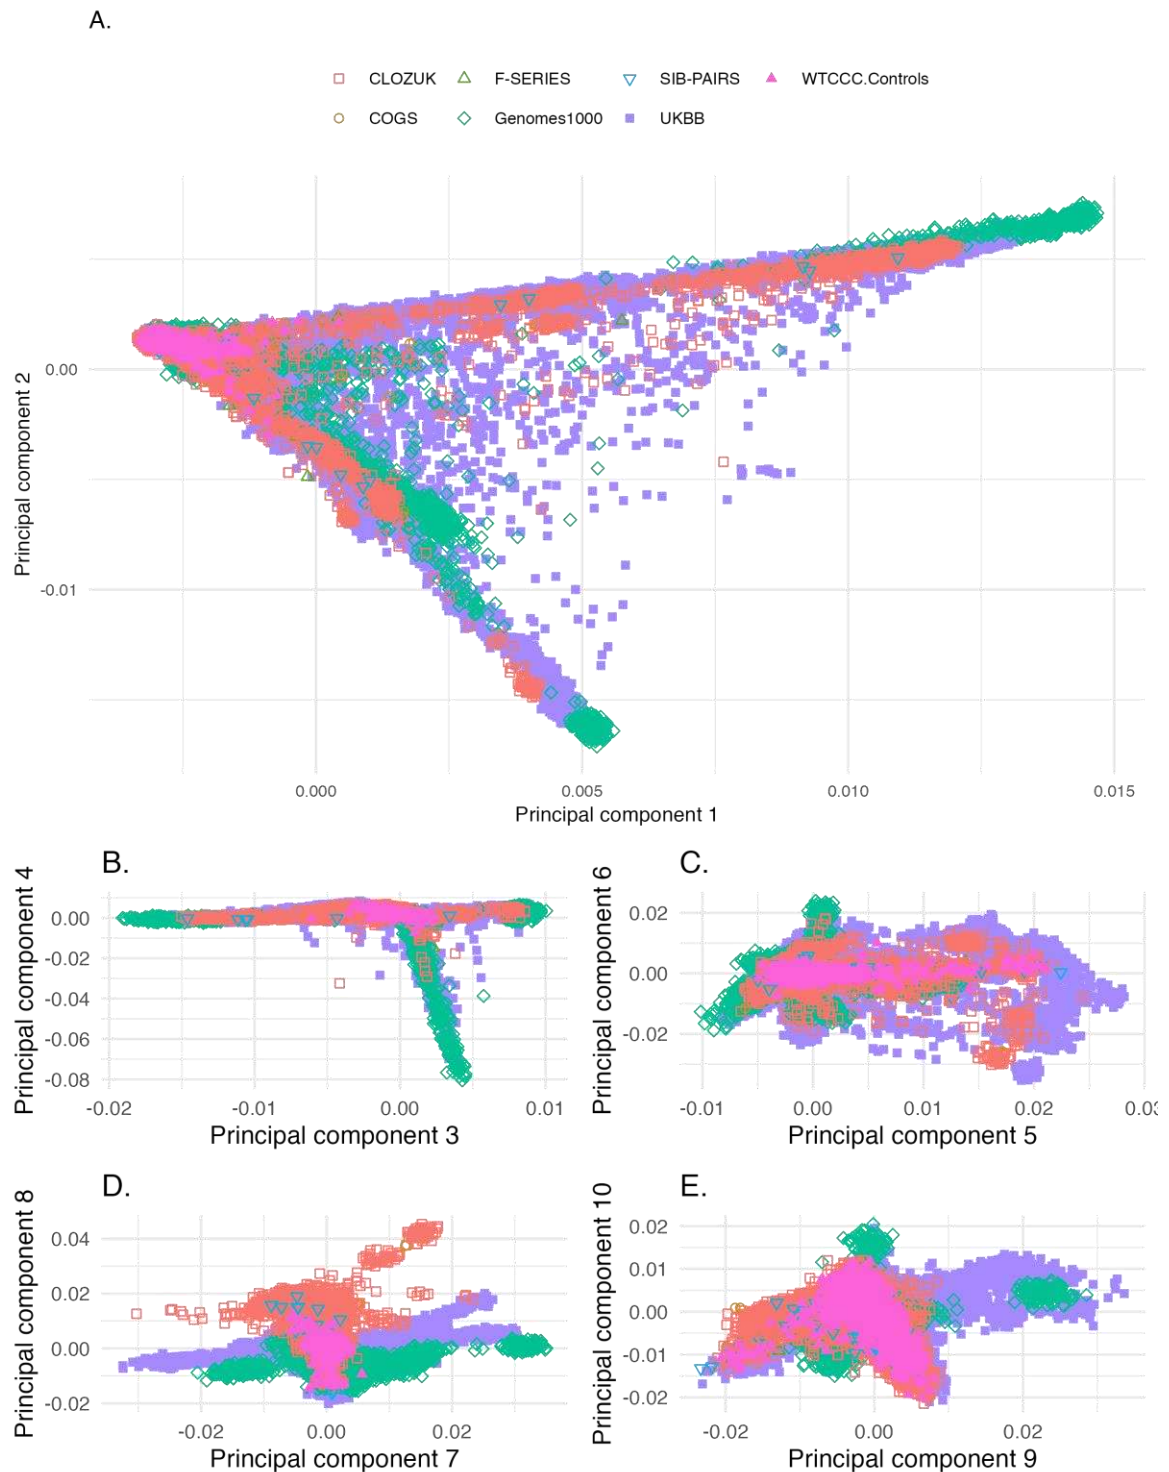 A.
CLOZUK F-SERIES SIB-PAIRS WTCCC.Controls
COGS Genomes1000 UKBB
Principal component 2
0.00
-0.01
0.000 0.005 0.010 0.015
Principal component 1
B.
Principal component 4
0.00
-0.02
-0.04
-0.06
-0.08
-0.02 -0.01 0.00 0.01
Principal component 3
C.
Principal component 6
0.02
0.00
-0.02
-0.01 0.00 0.01 0.02 0.03
Principal component 5
D.
Principal component 8
0.04
0.02
0.00
-0.02
-0.02 0.00 0.02
Principal component 7
E.
Principal component 10
0.02
0.01
0.00
-0.01
-0.02
-0.02 0.00 0.02
Principal component 9